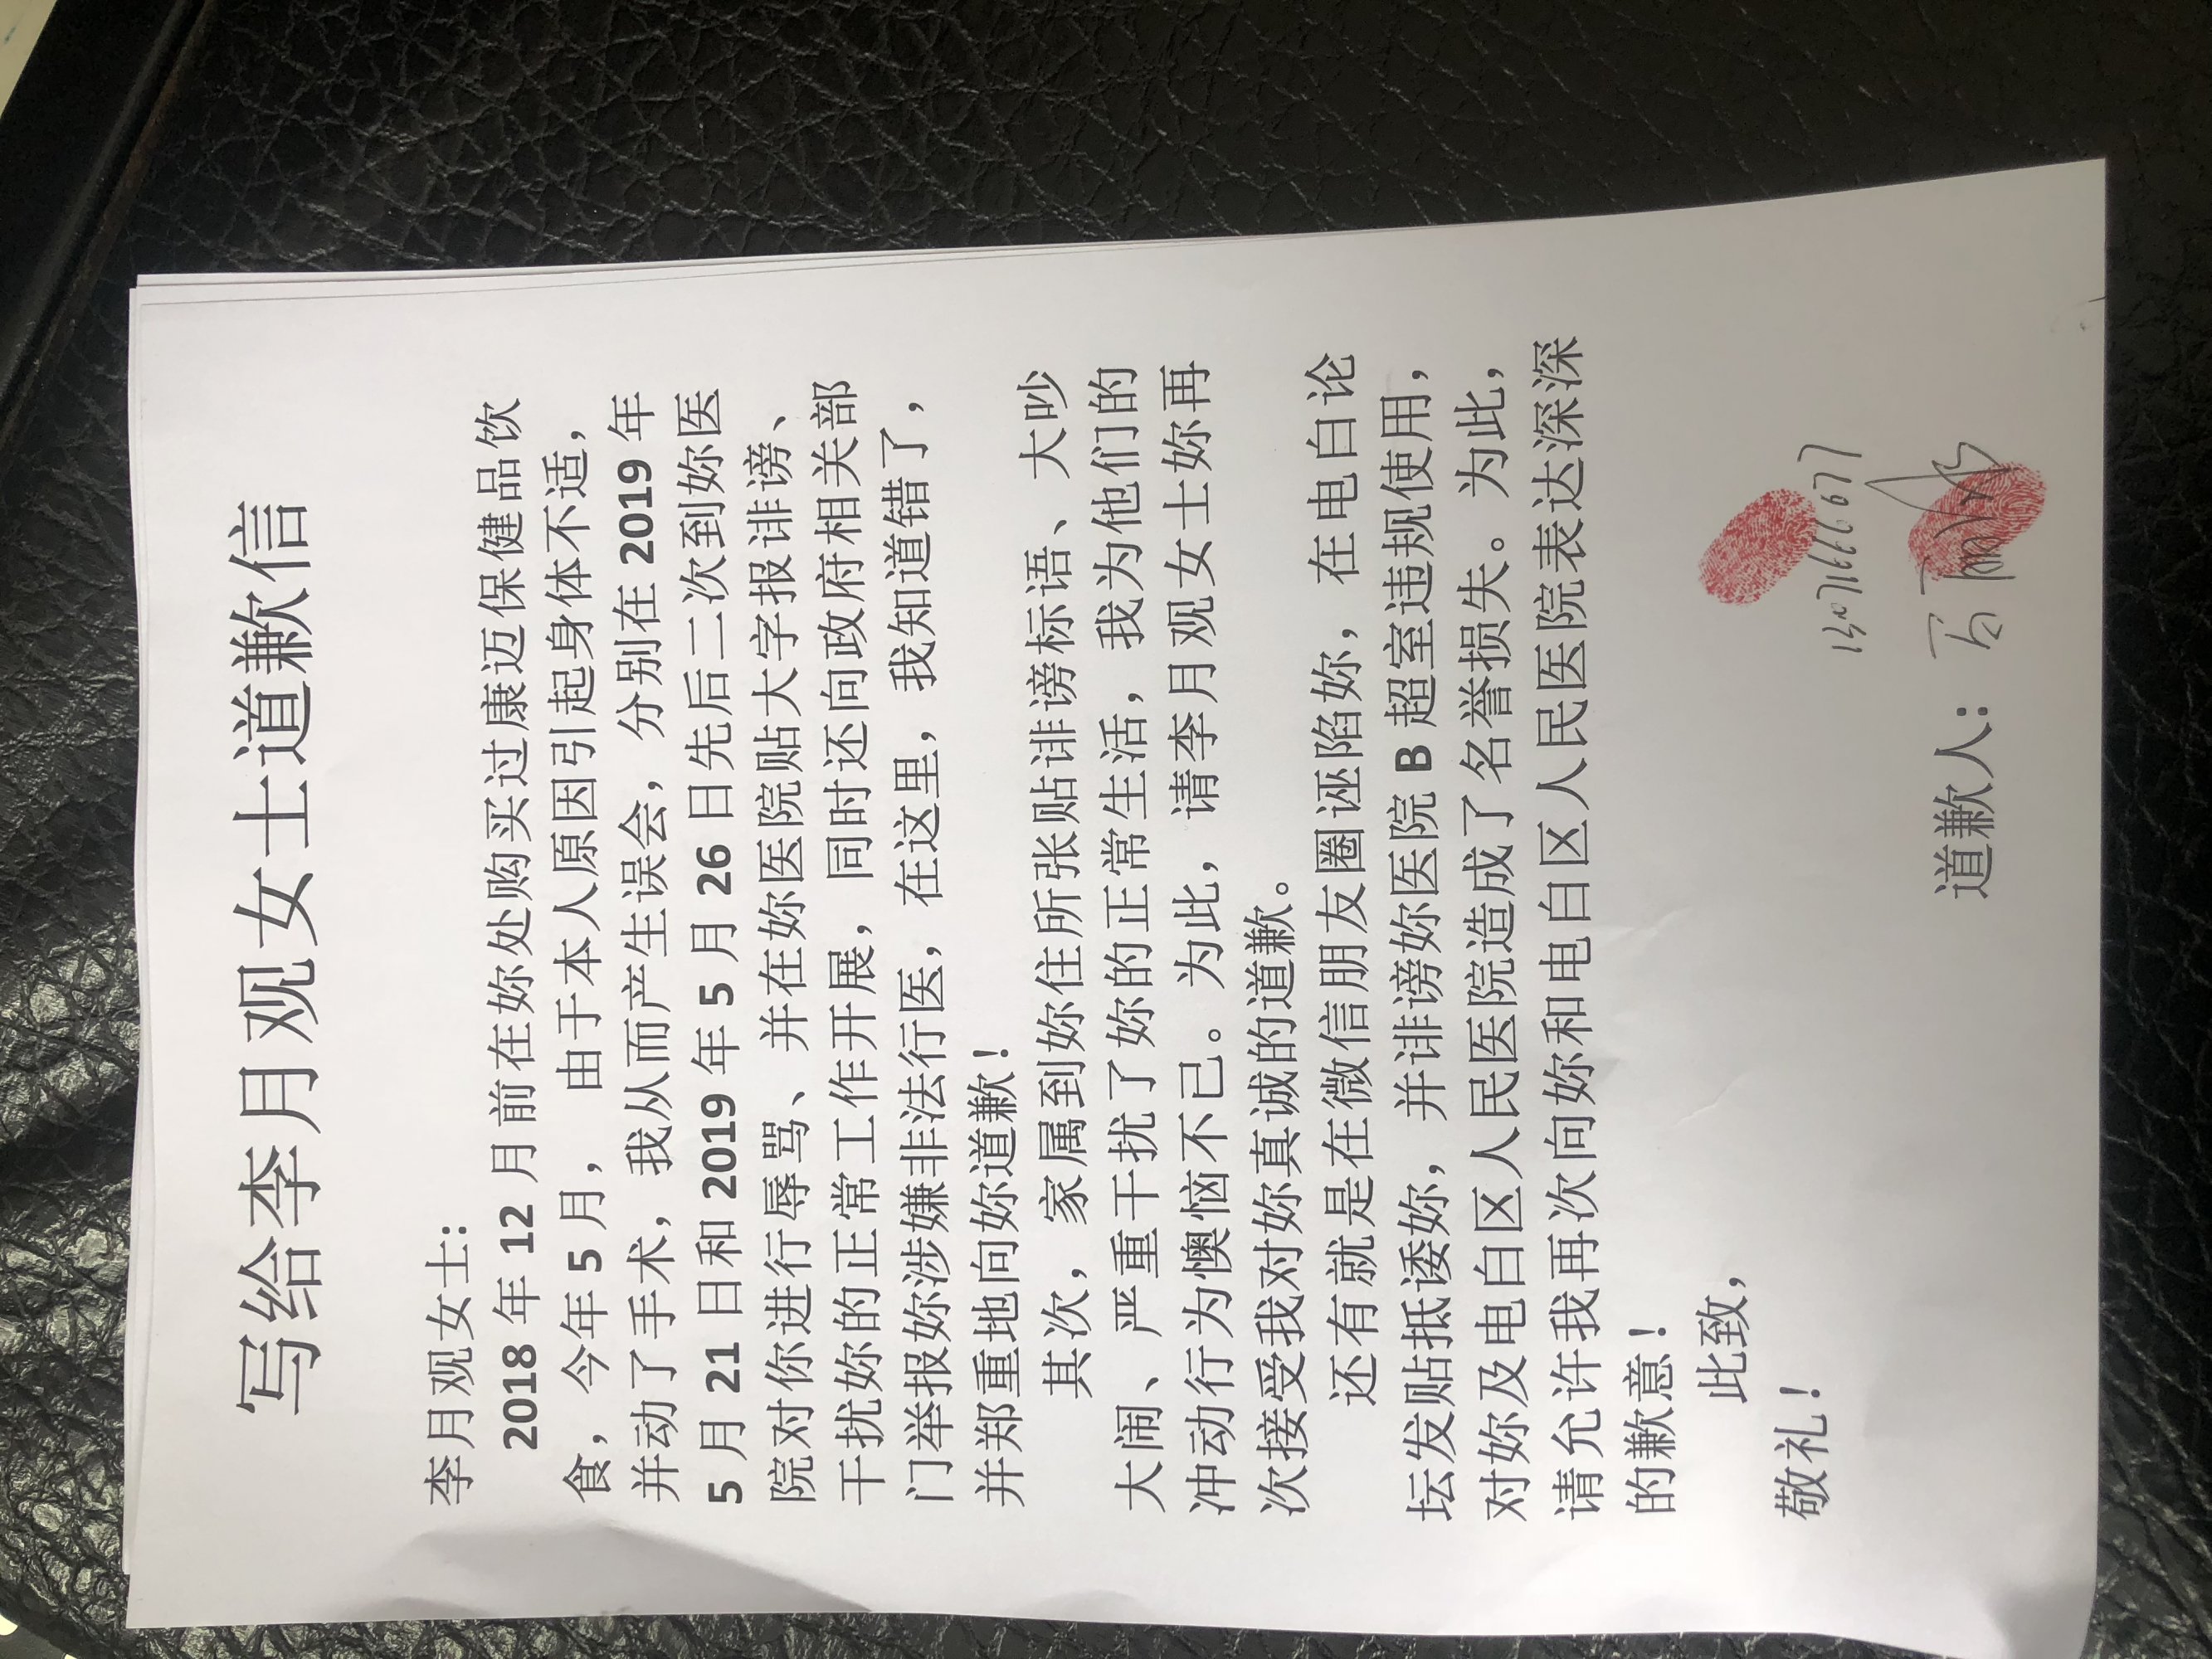 写给李月观女士道歉信
李月观女士：
2018年12月前在妳处购买过康迈保健品饮
食，今年5月，由于本人原因引起身体不适，
并动了手术，我从而产生误会，分别在2019年
5月21日和2019年5月26日先后二次到妳医
院对你进行辱骂、并在妳医院贴大字报诽谤、
干扰妳的正常工作开展，同时还向政府相关部
门举报妳涉嫌非法行医，在这里，我知道错了，
并郑重地向妳道歉！
其次，家属到妳住所张贴诽谤标语、大吵
大闹、严重干扰了妳的正常生活，我为他们的
冲动行为懊恼不已。为此，请李月观女士妳再
次接受我对妳真诚的道歉。
还有就是在微信朋友圈诬陷妳，在电白论
坛发贴抵诿妳，并诽谤妳医院B超室违规使用，
对妳及电白区人民医院造成了名誉损失。为此，
请允许我再次向妳和电白区人民医院表达深深
的歉意！
此致，
敬礼！
道歉人：